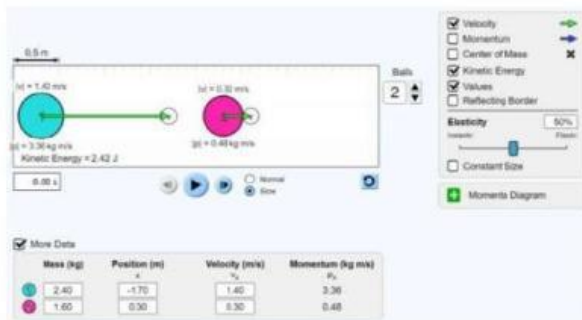 0.5 m
|v| = 1.40 m/s
|v| = 0.30 m/s
|p| = 3.36 kg m/s
|p| = 0.48 kg m/s
Kinetic Energy = 2.42 J
0.00 s
Normal
Slow
Balls
2
Velocity
Momentum
Center of Mass
Kinetic Energy
Values
Reflecting Border
Elasticity 50%
Inelastic Elastic
Constant Size
Momenta Diagram
More Data
Mass (kg) Position (m) Velocity (m/s) Momentum (kg m/s)
x
1 2.40 -1.70 1.40 3.36
2 1.60 0.30 0.30 0.48